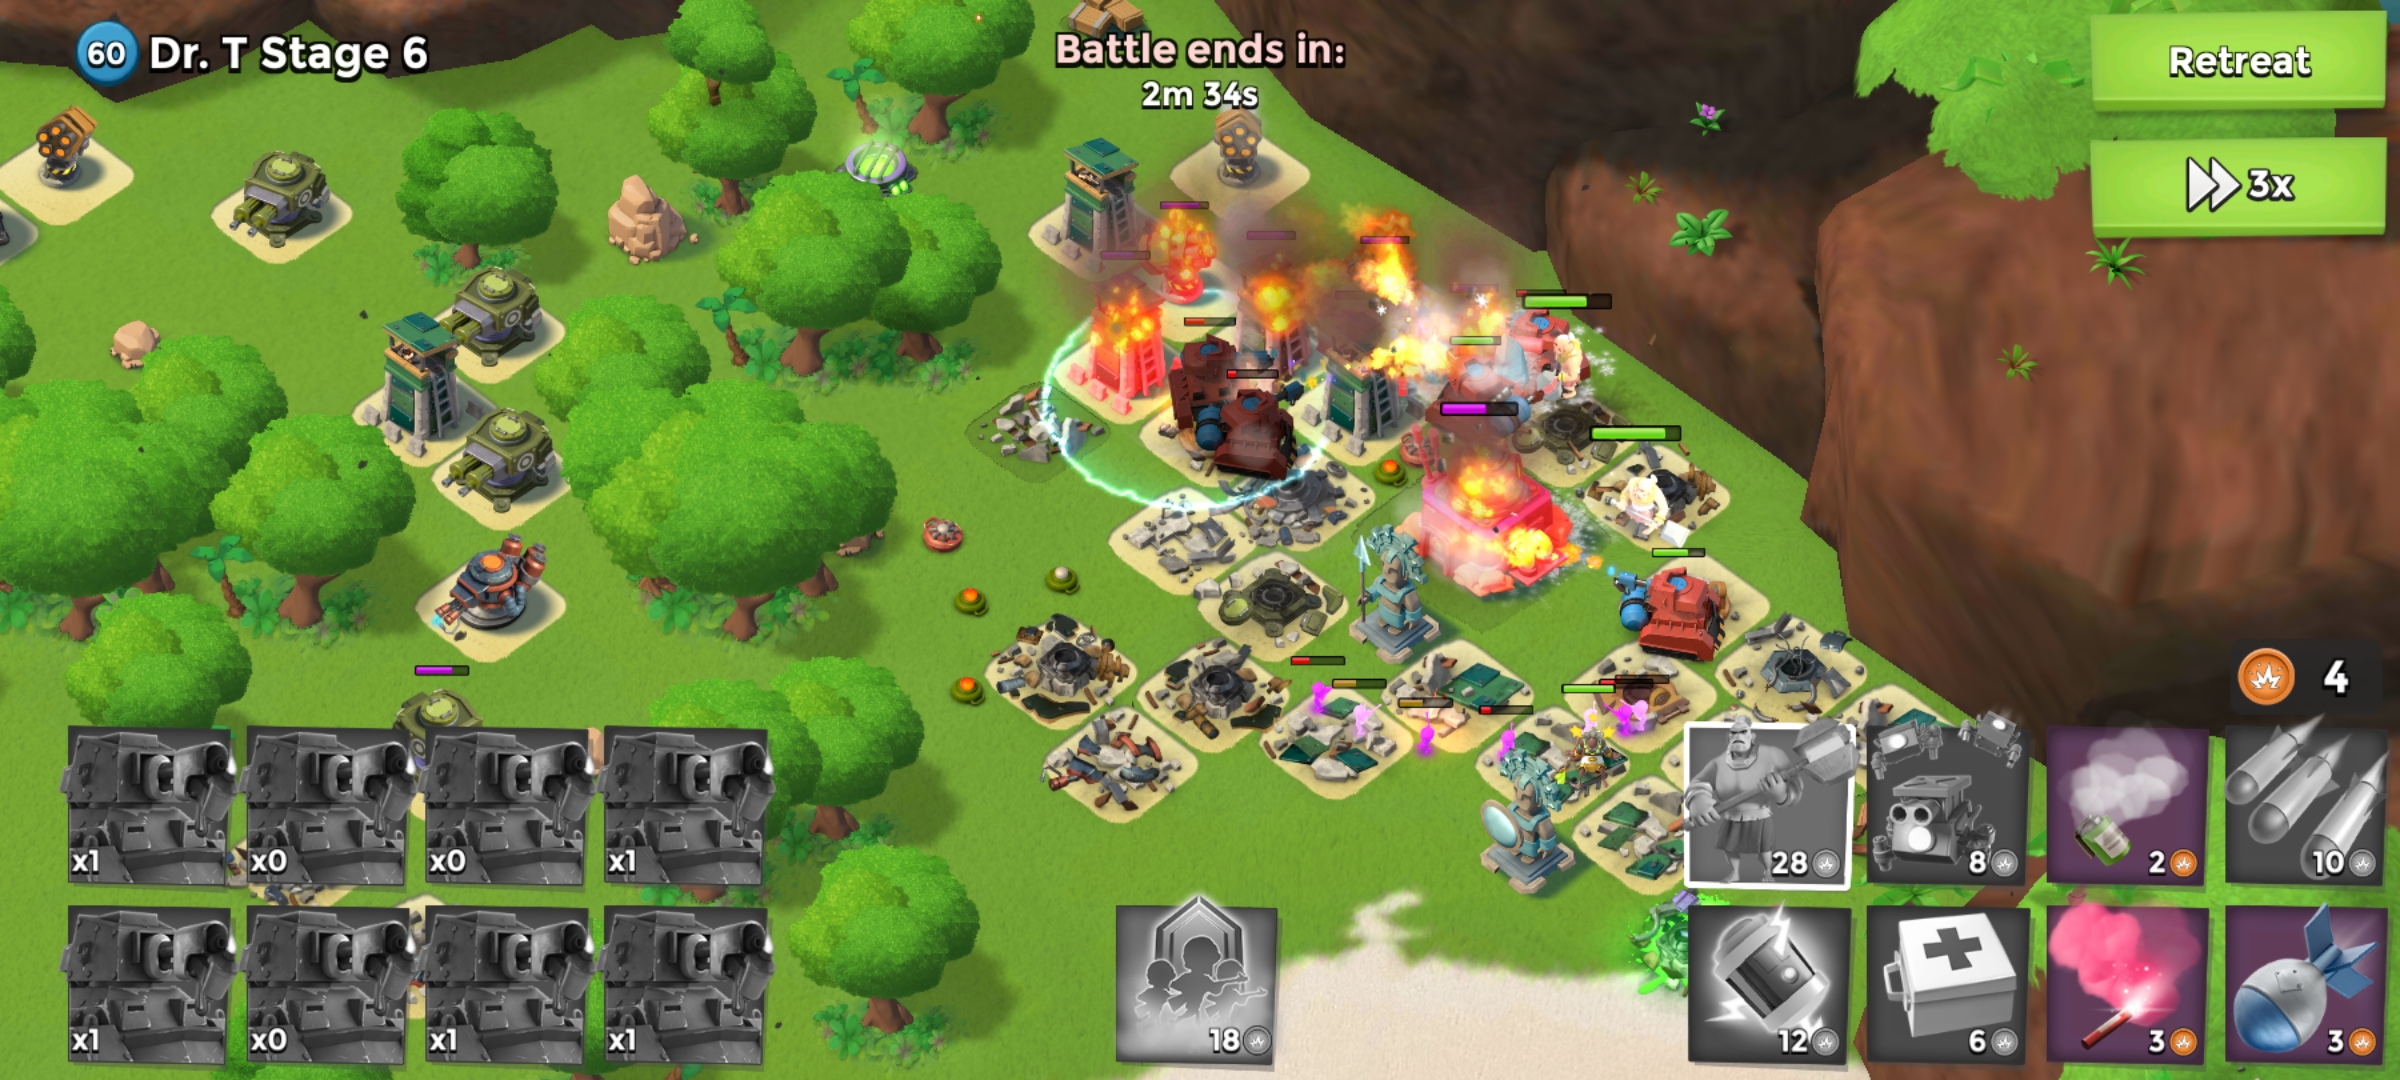 60 Dr. T Stage 6
Battle ends in:
2m 34s
Retreat
3x
4
x1
x0
x0
x1
28
8
2
10
x1
x0
x1
x1
18
12
6
3
3